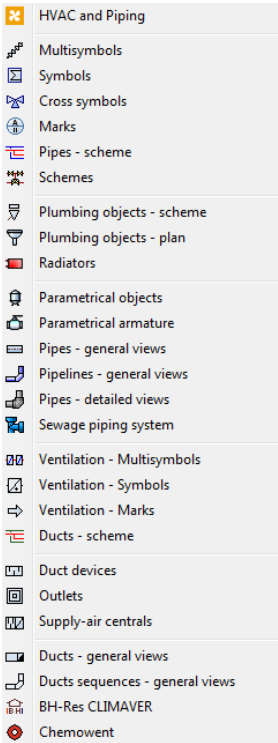 HVAC and Piping
Multisymbols
Symbols
Cross symbols
Marks
Pipes - scheme
Schemes
Plumbing objects - scheme
Plumbing objects - plan
Radiators
Parametrical objects
Parametrical armature
Pipes - general views
Pipelines - general views
Pipes - detailed views
Sewage piping system
Ventilation - Multisymbols
Ventilation - Symbols
Ventilation - Marks
Ducts - scheme
Duct devices
Outlets
Supply-air centrals
Ducts - general views
Ducts sequences - general views
BH-Res CLIMAVER
Chemowent